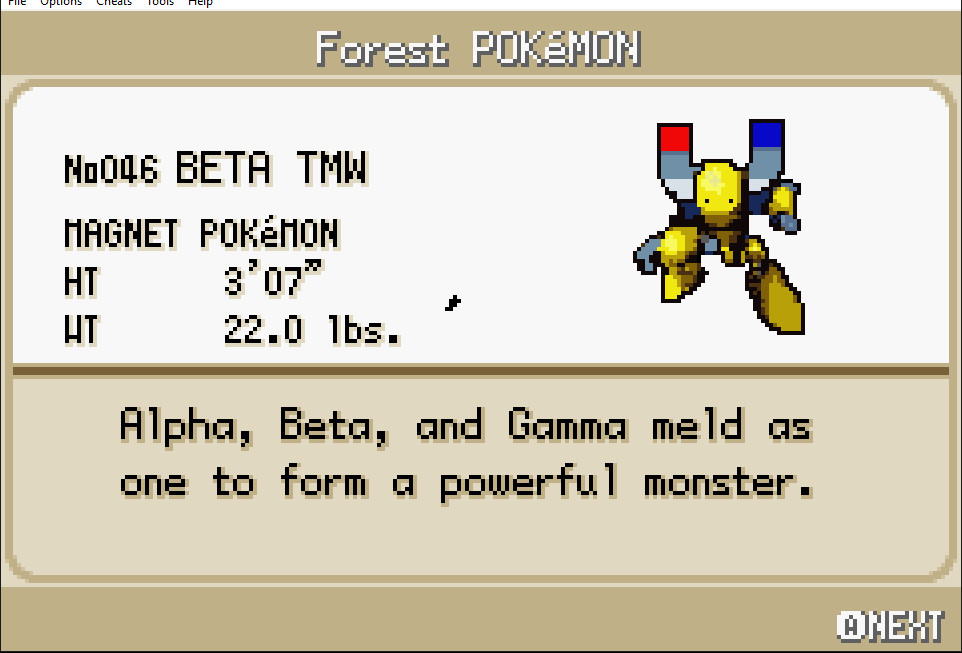 File Options Cheats Tools Help
Forest POKéMON
No046 BETA TMW
MAGNET POKéMON
HT 3'07"
WT 22.0 lbs.
Alpha, Beta, and Gamma meld as
one to form a powerful monster.
A NEXT